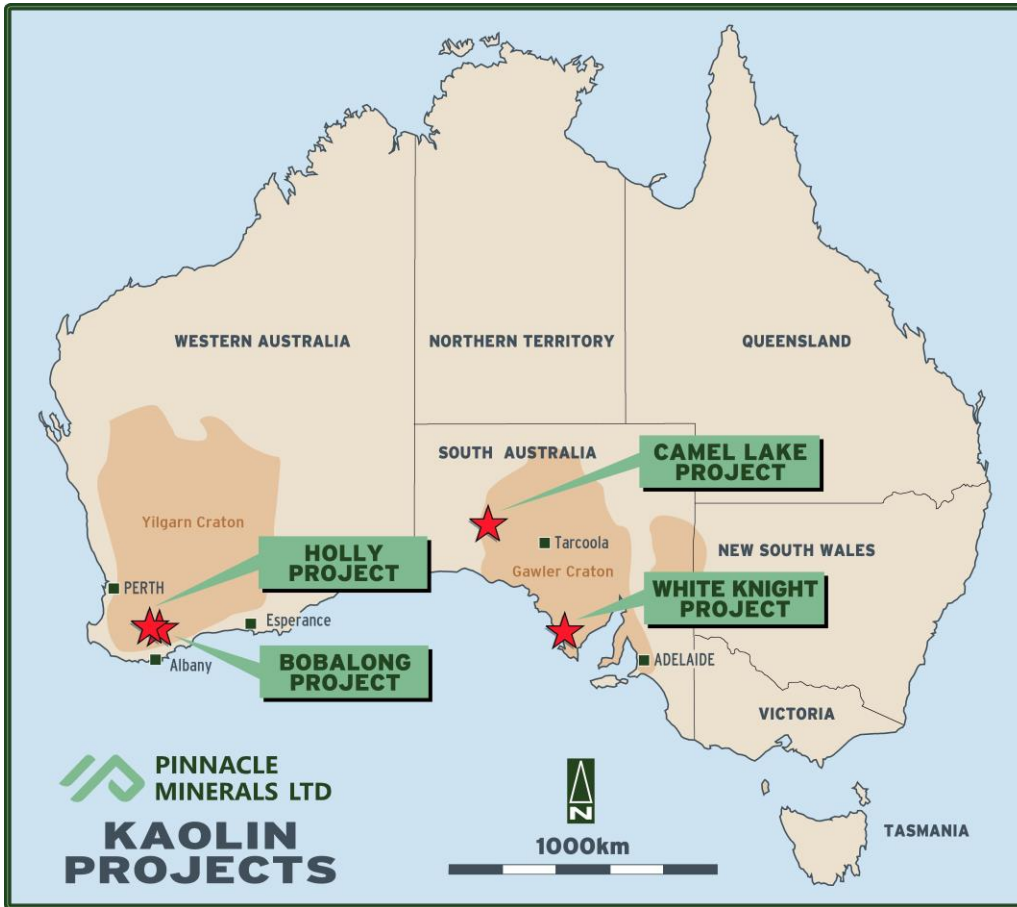 WESTERN AUSTRALIA
NORTHERN TERRITORY
QUEENSLAND
SOUTH AUSTRALIA
CAMEL LAKE
PROJECT
Yilgarn Craton
Tarcoola
NEW SOUTH WALES
HOLLY
PROJECT
Gawler Craton
WHITE KNIGHT
PROJECT
PERTH
Esperance
BOBALONG
PROJECT
Albany
ADELAIDE
VICTORIA
PINNACLE
MINERALS LTD
KAOLIN
PROJECTS
N
1000km
TASMANIA